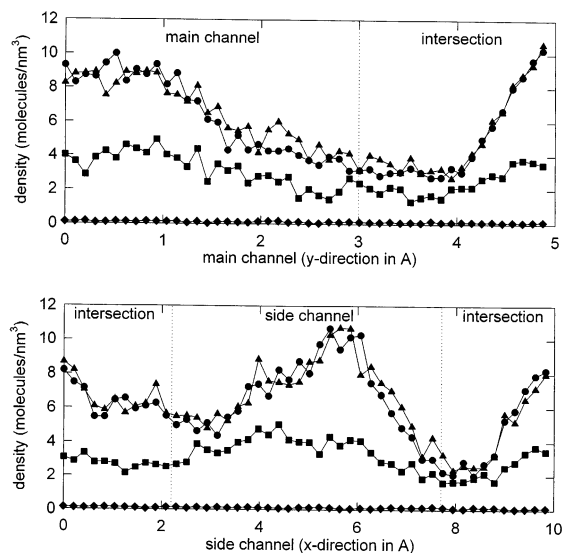 12
main channel
intersection
10
8
6
4
2
0
density (molecules/nm³)
0
1
2
3
4
5
main channel (y-direction in A)
12
intersection
side channel
intersection
10
8
6
4
2
0
density (molecules/nm³)
0
2
4
6
8
10
side channel (x-direction in A)